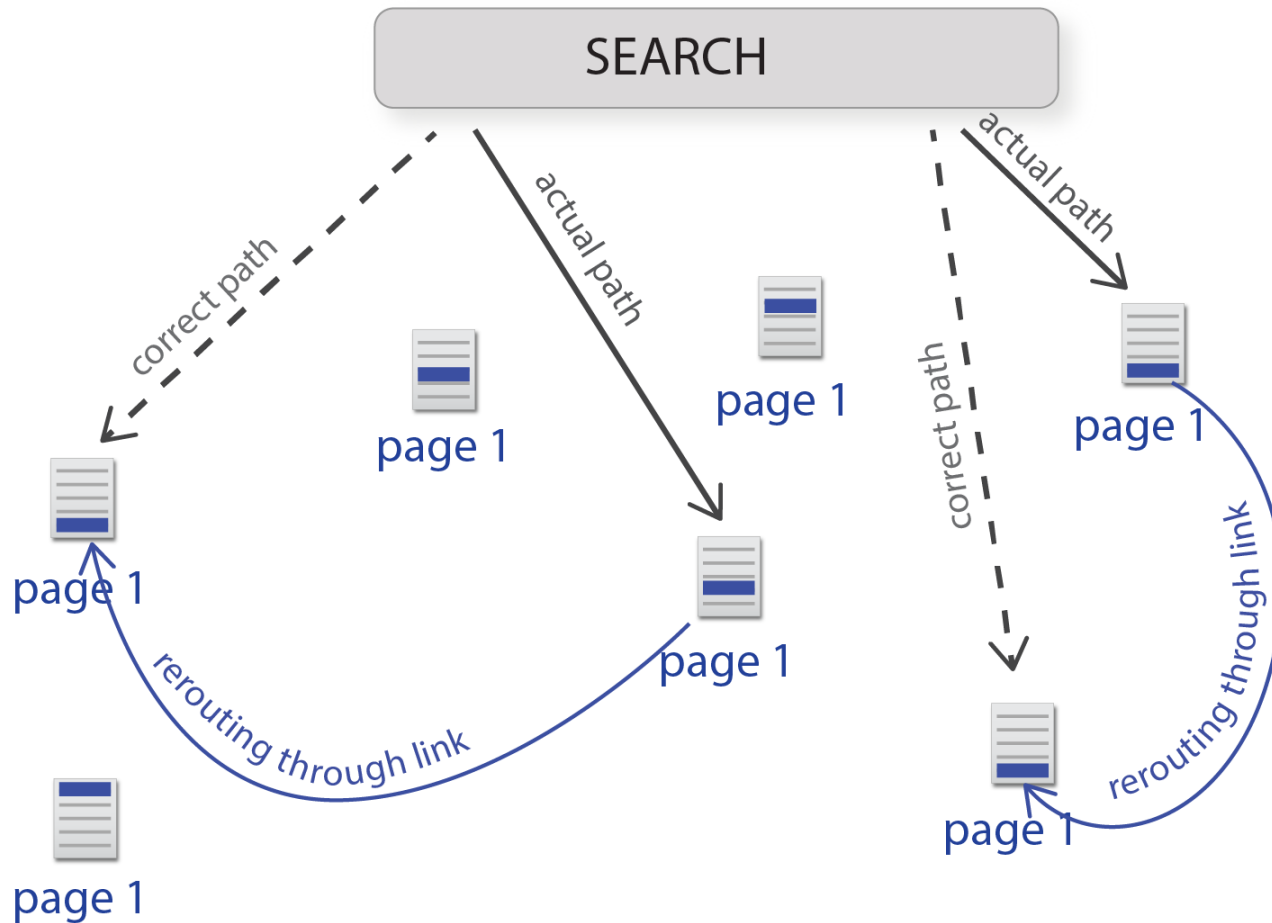 SEARCH
actual path
actual path
correct path
correct path
page 1
page 1
page 1
page 1
page 1
rerouting through link
rerouting through link
page 1
page 1